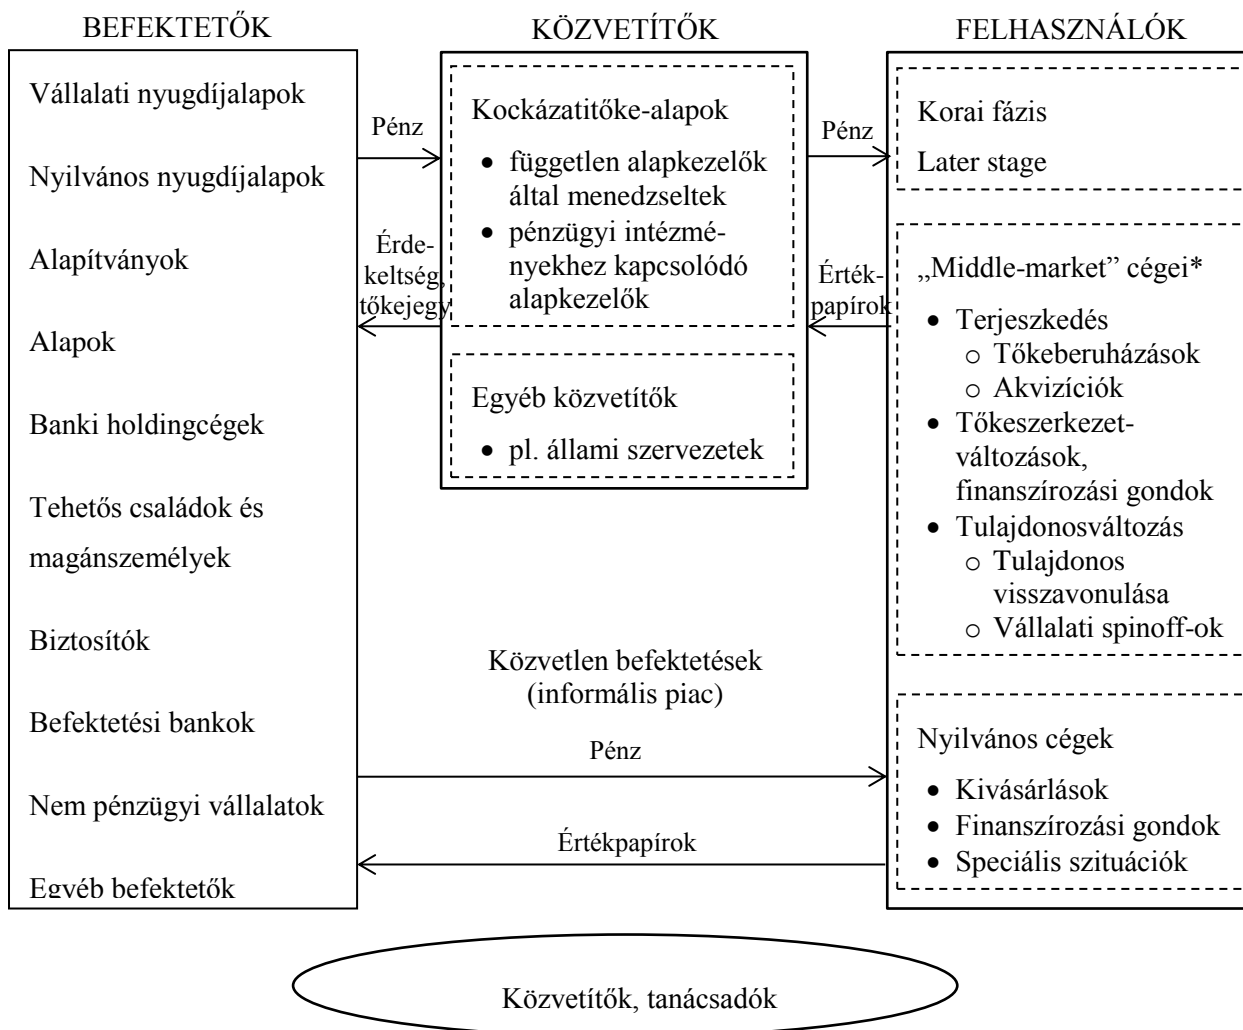 BEFEKTETŐK
Vállalati nyugdíjalapok
Nyilvános nyugdíjalapok
Alapítványok
Alapok
Banki holdingcégek
Tehetős családok és
magánszemélyek
Biztosítók
Befektetési bankok
Nem pénzügyi vállalatok
Egyéb befektetők
Pénz
Érde-
keltség,
tőkejegy
KÖZVETÍTŐK
Kockázatitőke-alapok
• független alapkezelők
által menedzseltek
• pénzügyi intézmé-
nyekhez kapcsolódó
alapkezelők
Egyéb közvetítők
• pl. állami szervezetek
Pénz
Érték-
papírok
FELHASZNÁLÓK
Korai fázis
Later stage
„Middle-market” cégei*
• Terjeszkedés
o Tőkeberuházások
o Akvizíciók
• Tőkeszerkezet-
változások,
finanszírozási gondok
• Tulajdonosváltozás
o Tulajdonos
visszavonulása
o Vállalati spinoff-ok
Nyilvános cégek
• Kivásárlások
• Finanszírozási gondok
• Speciális szituációk
Közvetlen befektetések
(informális piac)
Pénz
Értékpapírok
Közvetítők, tanácsadók